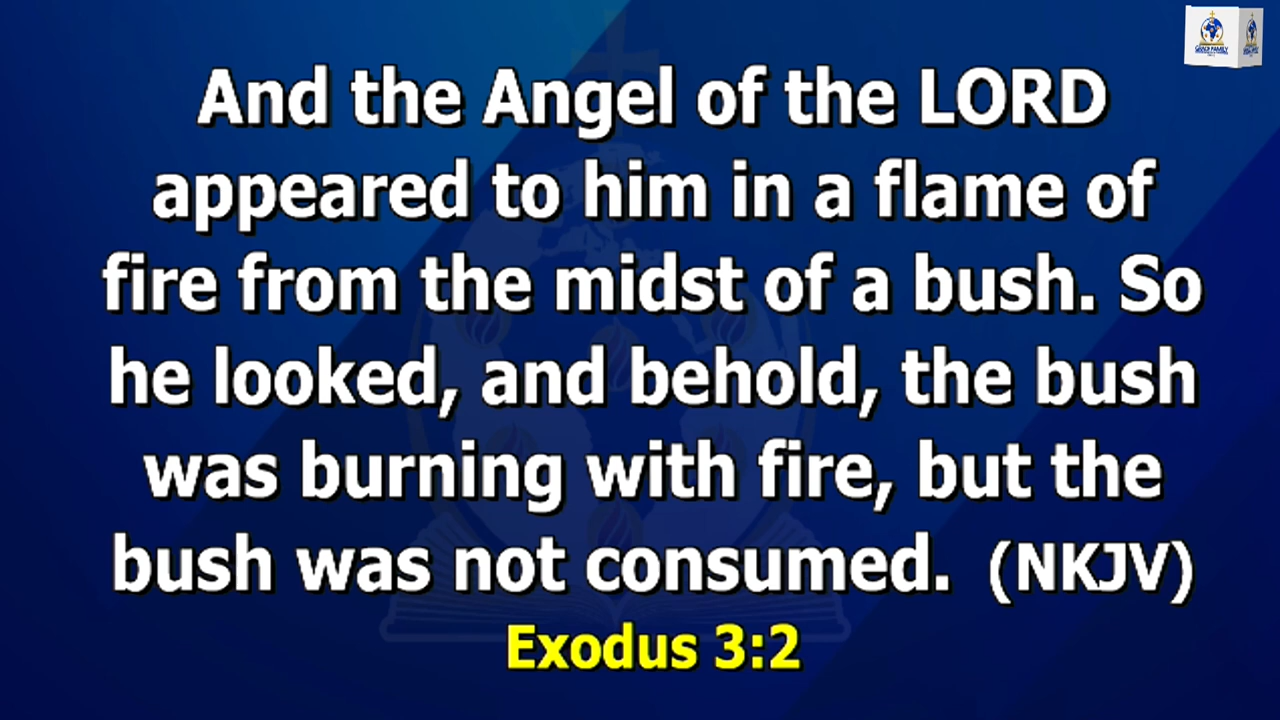 And the Angel of the LORD
appeared to him in a flame of
fire from the midst of a bush. So
he looked, and behold, the bush
was burning with fire, but the
bush was not consumed.  (NKJV)
Exodus 3:2